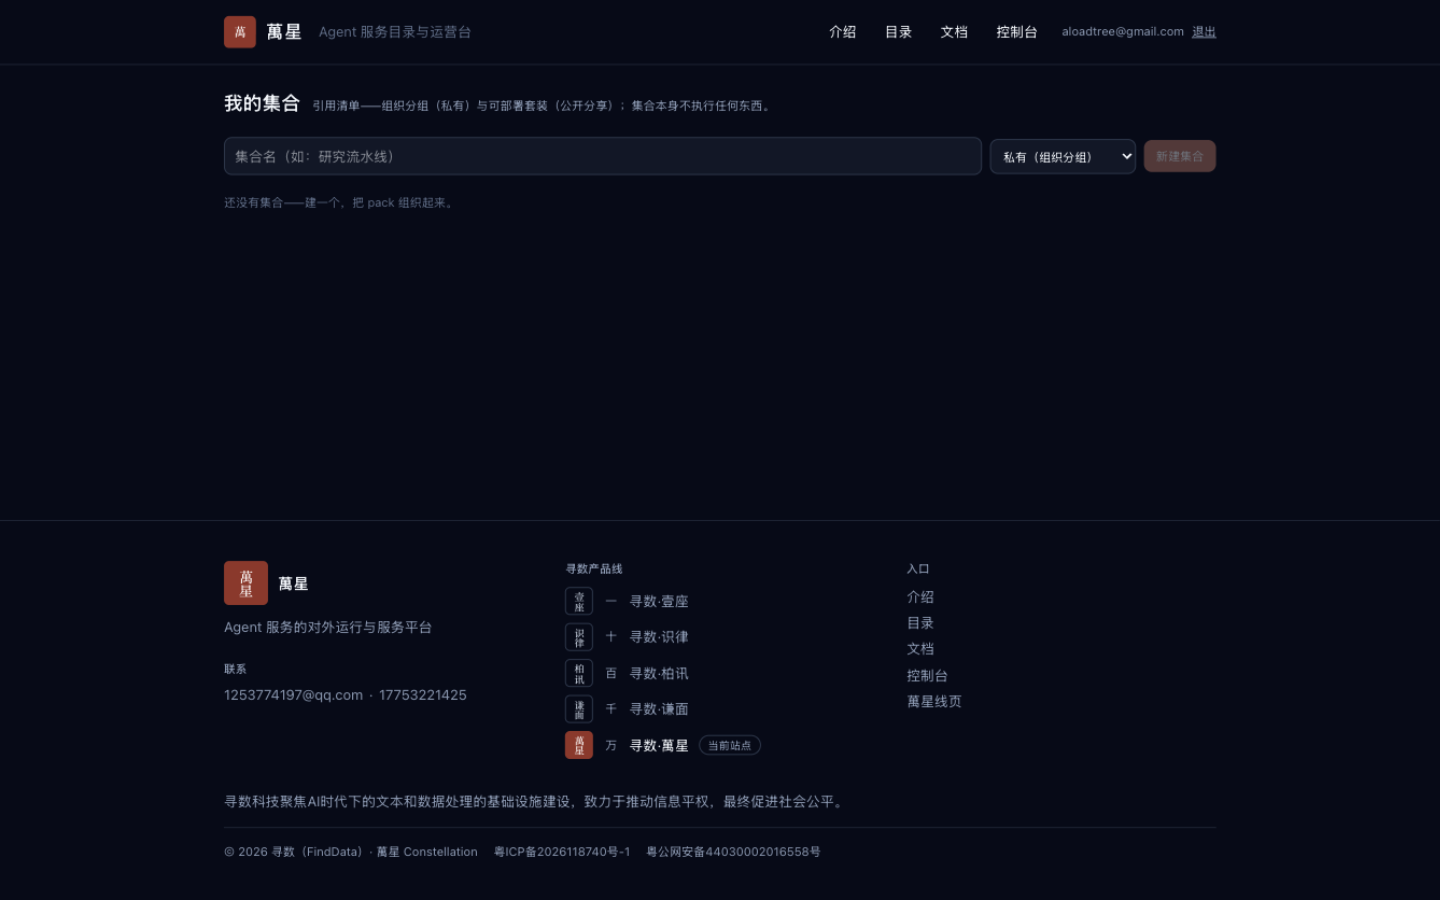 萬 萬星 Agent 服务目录与运营台 介绍 目录 文档 控制台 aloadtree@gmail.com 退出
我的集合 引用清单——组织分组（私有）与可部署套装（公开分享）；集合本身不执行任何东西。
集合名（如：研究流水线） 私有（组织分组） 新建集合
还没有集合——建一个，把 pack 组织起来。
萬星 萬星
Agent 服务的对外运行与服务平台
联系
1253774197@qq.com · 17753221425
寻数产品线
壹座 一 寻数·壹座
识律 十 寻数·识律
柏讯 百 寻数·柏讯
谦面 千 寻数·谦面
萬星 万 寻数·萬星 当前站点
入口
介绍
目录
文档
控制台
萬星线页
寻数科技聚焦AI时代下的文本和数据处理的基础设施建设，致力于推动信息平权，最终促进社会公平。
© 2026 寻数（FindData）· 萬星 Constellation 粤ICP备2026118740号-1 粤公网安备44030002016558号